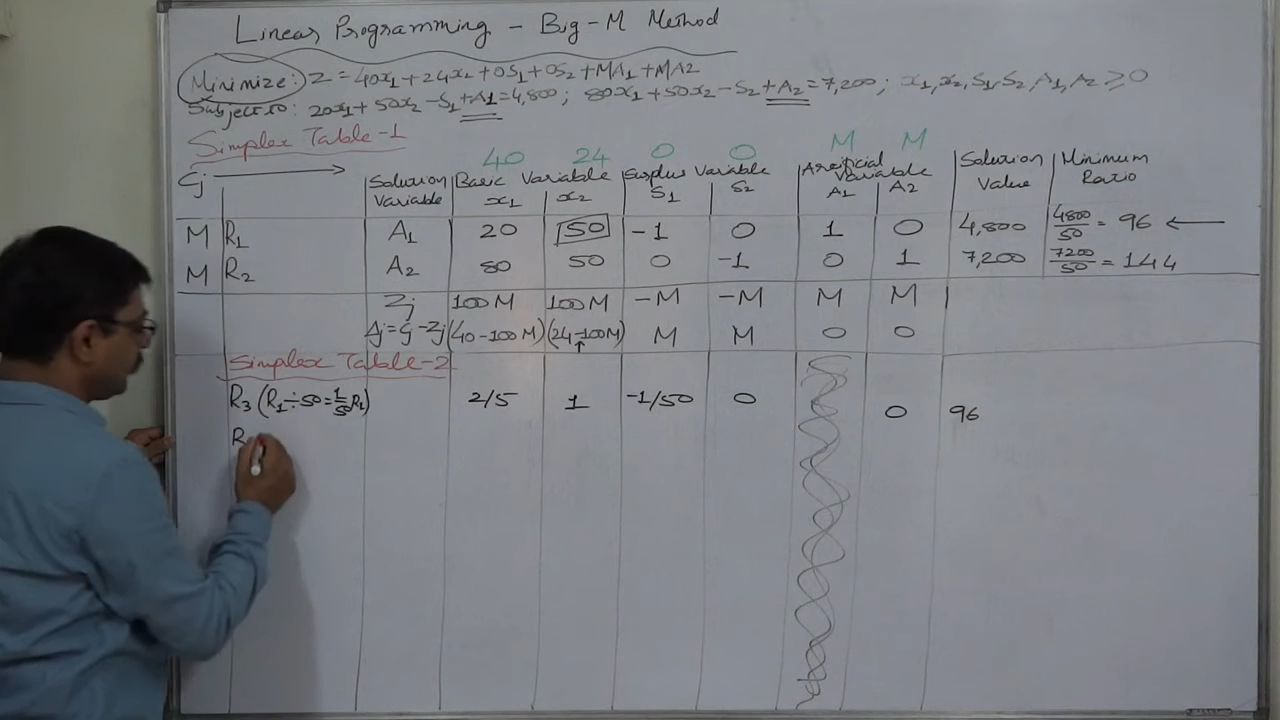 Linear Programming - Big-M Method
Minimize: Z = 40x₁+24x₂+0S₁+0S₂+MA₁+MA2
Subject to: 20x₁+50x₂-S₁+A₁=4,800; 80x₁+50x₂-S₂+A₂=7,200; x₁,x₂,S₁,S₂,A₁,A₂≥0
Simplex Table-1
40 24 0 0 M M
Cj → Solution Variable Basic Variable Surplus Variable Variable Solution Value Minimum Ratio
x₁ x₂ S₁ S₂ A₁ A₂
M R₁ A₁ 20 50 -1 0 1 0 4,800 4800/50 = 96 ←
M R₂ A₂ 80 50 0 -1 0 1 7,200 7200/50 = 144
Zj 100M 100M -M -M M M
Δj=Cj-Zj (40-100M) (24-100M) M M 0 0
↑
Simplex Table-2
R₃ (R₁÷50=1/50R₁) 2/5 1 -1/50 0 0 96
R